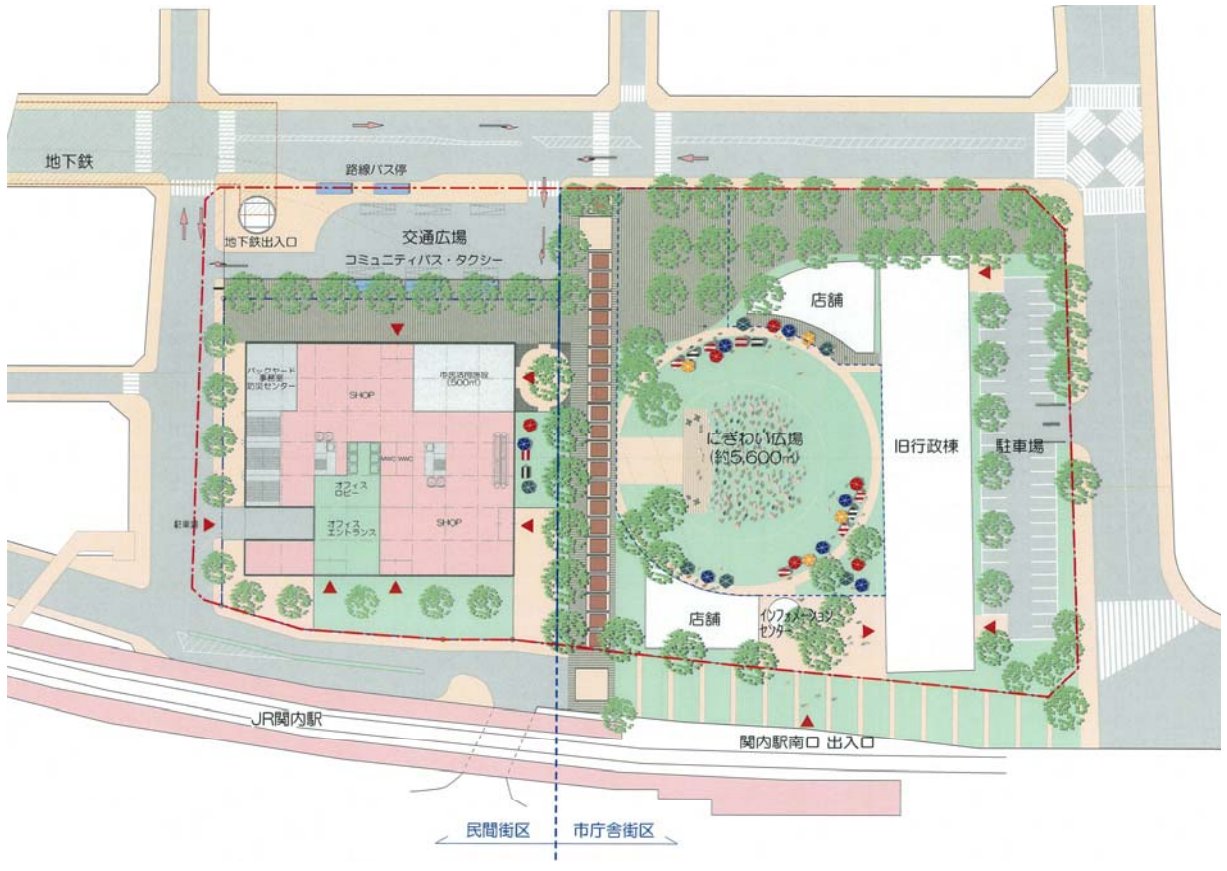 地下鉄
路線バス停
地下鉄出入口
交通広場
コミュニティバス・タクシー
店舗
バックヤード
事務室
防災センター
SHOP
市民活用施設
(500㎡)
にぎわい広場
(約5,600㎡)
旧行政棟
駐車場
MWC WWC
オフィス
ロビー
オフィス
エントランス
SHOP
駐車場
店舗
インフォメーション
センター
JR関内駅
関内駅南口 出入口
民間街区
市庁舎街区